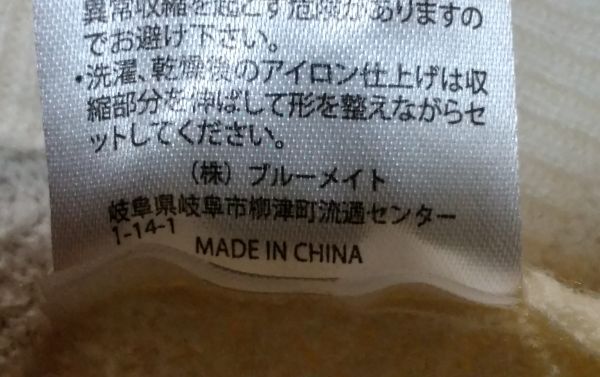 異常収縮を起こす危険がありますの
でお避け下さい。
・洗濯、乾燥後のアイロン仕上げは収
縮部分を伸ばして形を整えながらセ
ットしてください。
（株）ブルーメイト
岐阜県岐阜市柳津町流通センター
1-14-1
MADE IN CHINA